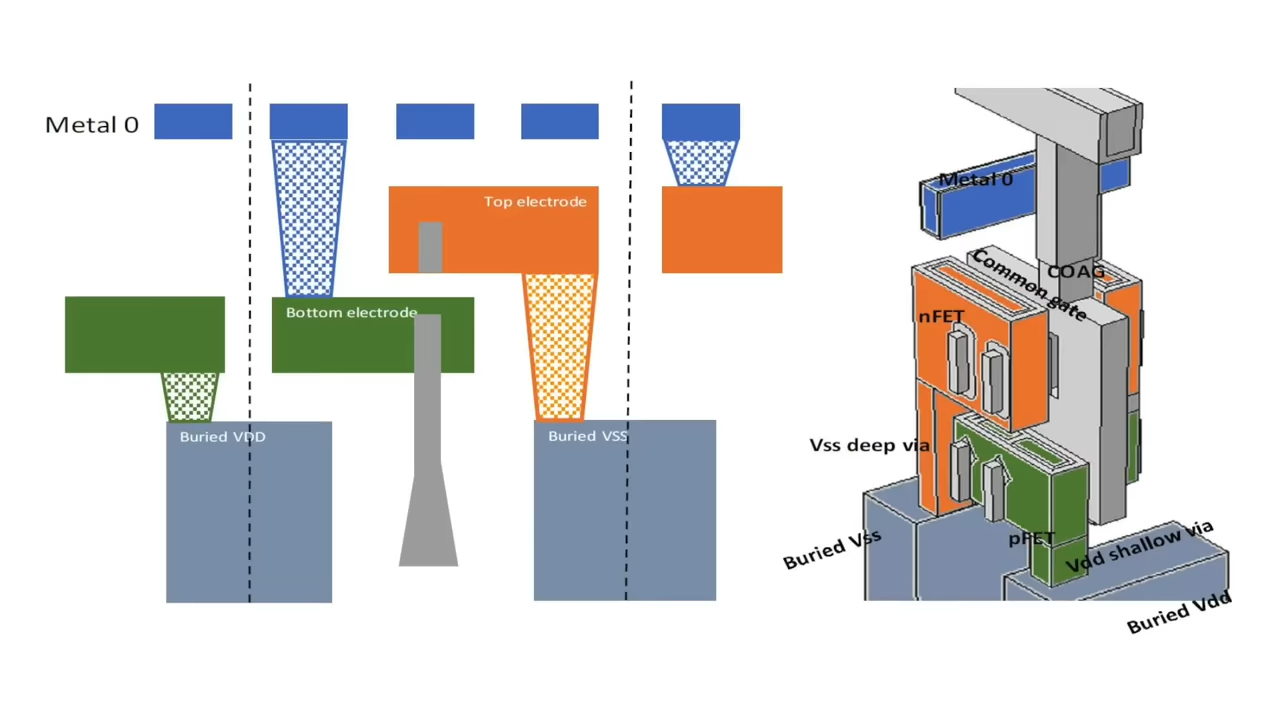 Metal 0
Top electrode
Bottom electrode
Buried VDD
Buried VSS
Metal 0
COAG
Common gate
nFET
Vss deep via
Buried Vss
pFET
Vdd shallow via
Buried Vdd